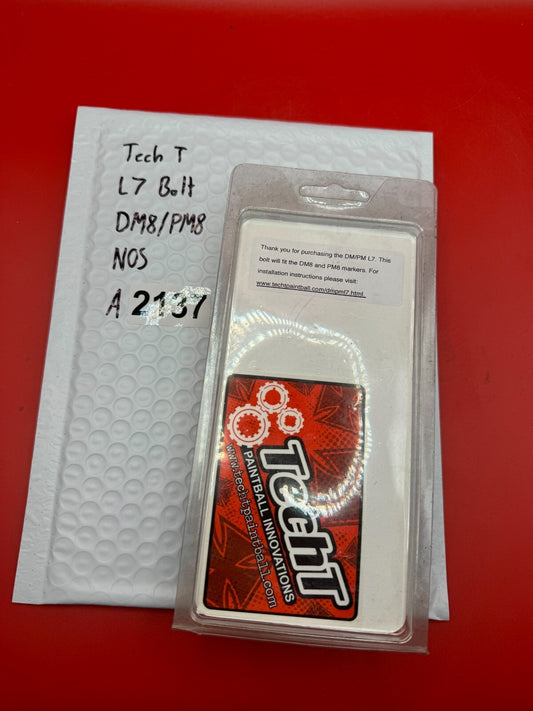 Tech T
L7 Bolt
DM8/PM8
NOS
A 2137
Thank you for purchasing the DM/PM L7. This
bolt will fit the DM8 and PM8 markers. For
installation instructions please visit:
www.techtpaintball.com/dmpml7.html
TechT
PAINTBALL INNOVATIONS
www.techtpaintball.com